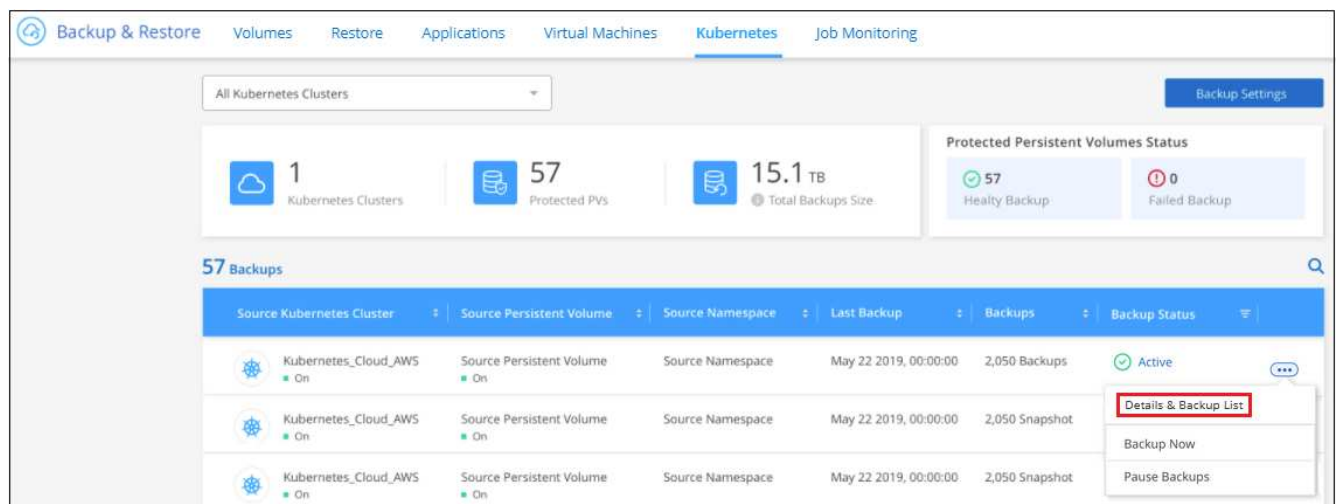 Backup & Restore Volumes Restore Applications Virtual Machines Kubernetes Job Monitoring
All Kubernetes Clusters Backup Settings
Protected Persistent Volumes Status
1 57 15.1 TB 57 0
Kubernetes Clusters Protected PVs Total Backups Size Healty Backup Failed Backup
57 Backups
Source Kubernetes Cluster Source Persistent Volume Source Namespace Last Backup Backups Backup Status
Kubernetes_Cloud_AWS Source Persistent Volume Source Namespace May 22 2019, 00:00:00 2,050 Backups Active
On On
Details & Backup List
Kubernetes_Cloud_AWS Source Persistent Volume Source Namespace May 22 2019, 00:00:00 2,050 Snapshot
On On
Backup Now
Kubernetes_Cloud_AWS Source Persistent Volume Source Namespace May 22 2019, 00:00:00 2,050 Snapshot Pause Backups
On On